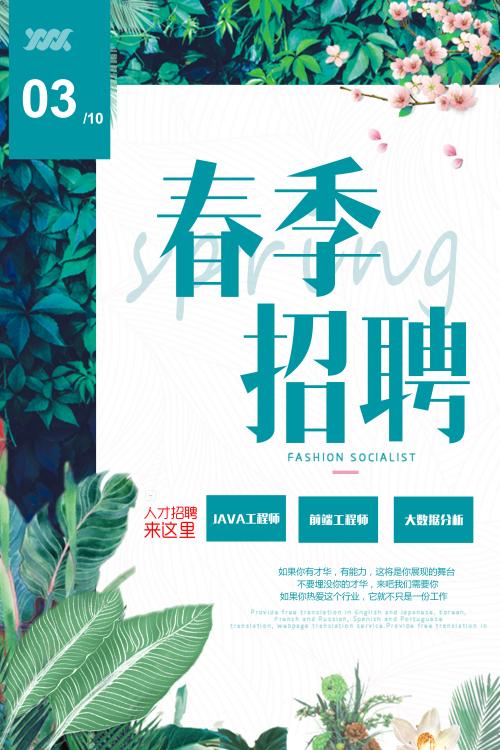 03 /10
spring
春季
招聘
FASHION SOCIALIST
人才招聘
来这里
JAVA工程师
前端工程师
大数据分析
如果你有才华，有能力，这将是你展现的舞台
不要埋没你的才华，来吧我们需要你
如果你热爱这个行业，它就不只是一份工作
Provide free translation in English and Japanese, korean,
French and Russian, Spanish and Portuguese
translation, webpage translation service.Provide free translation in